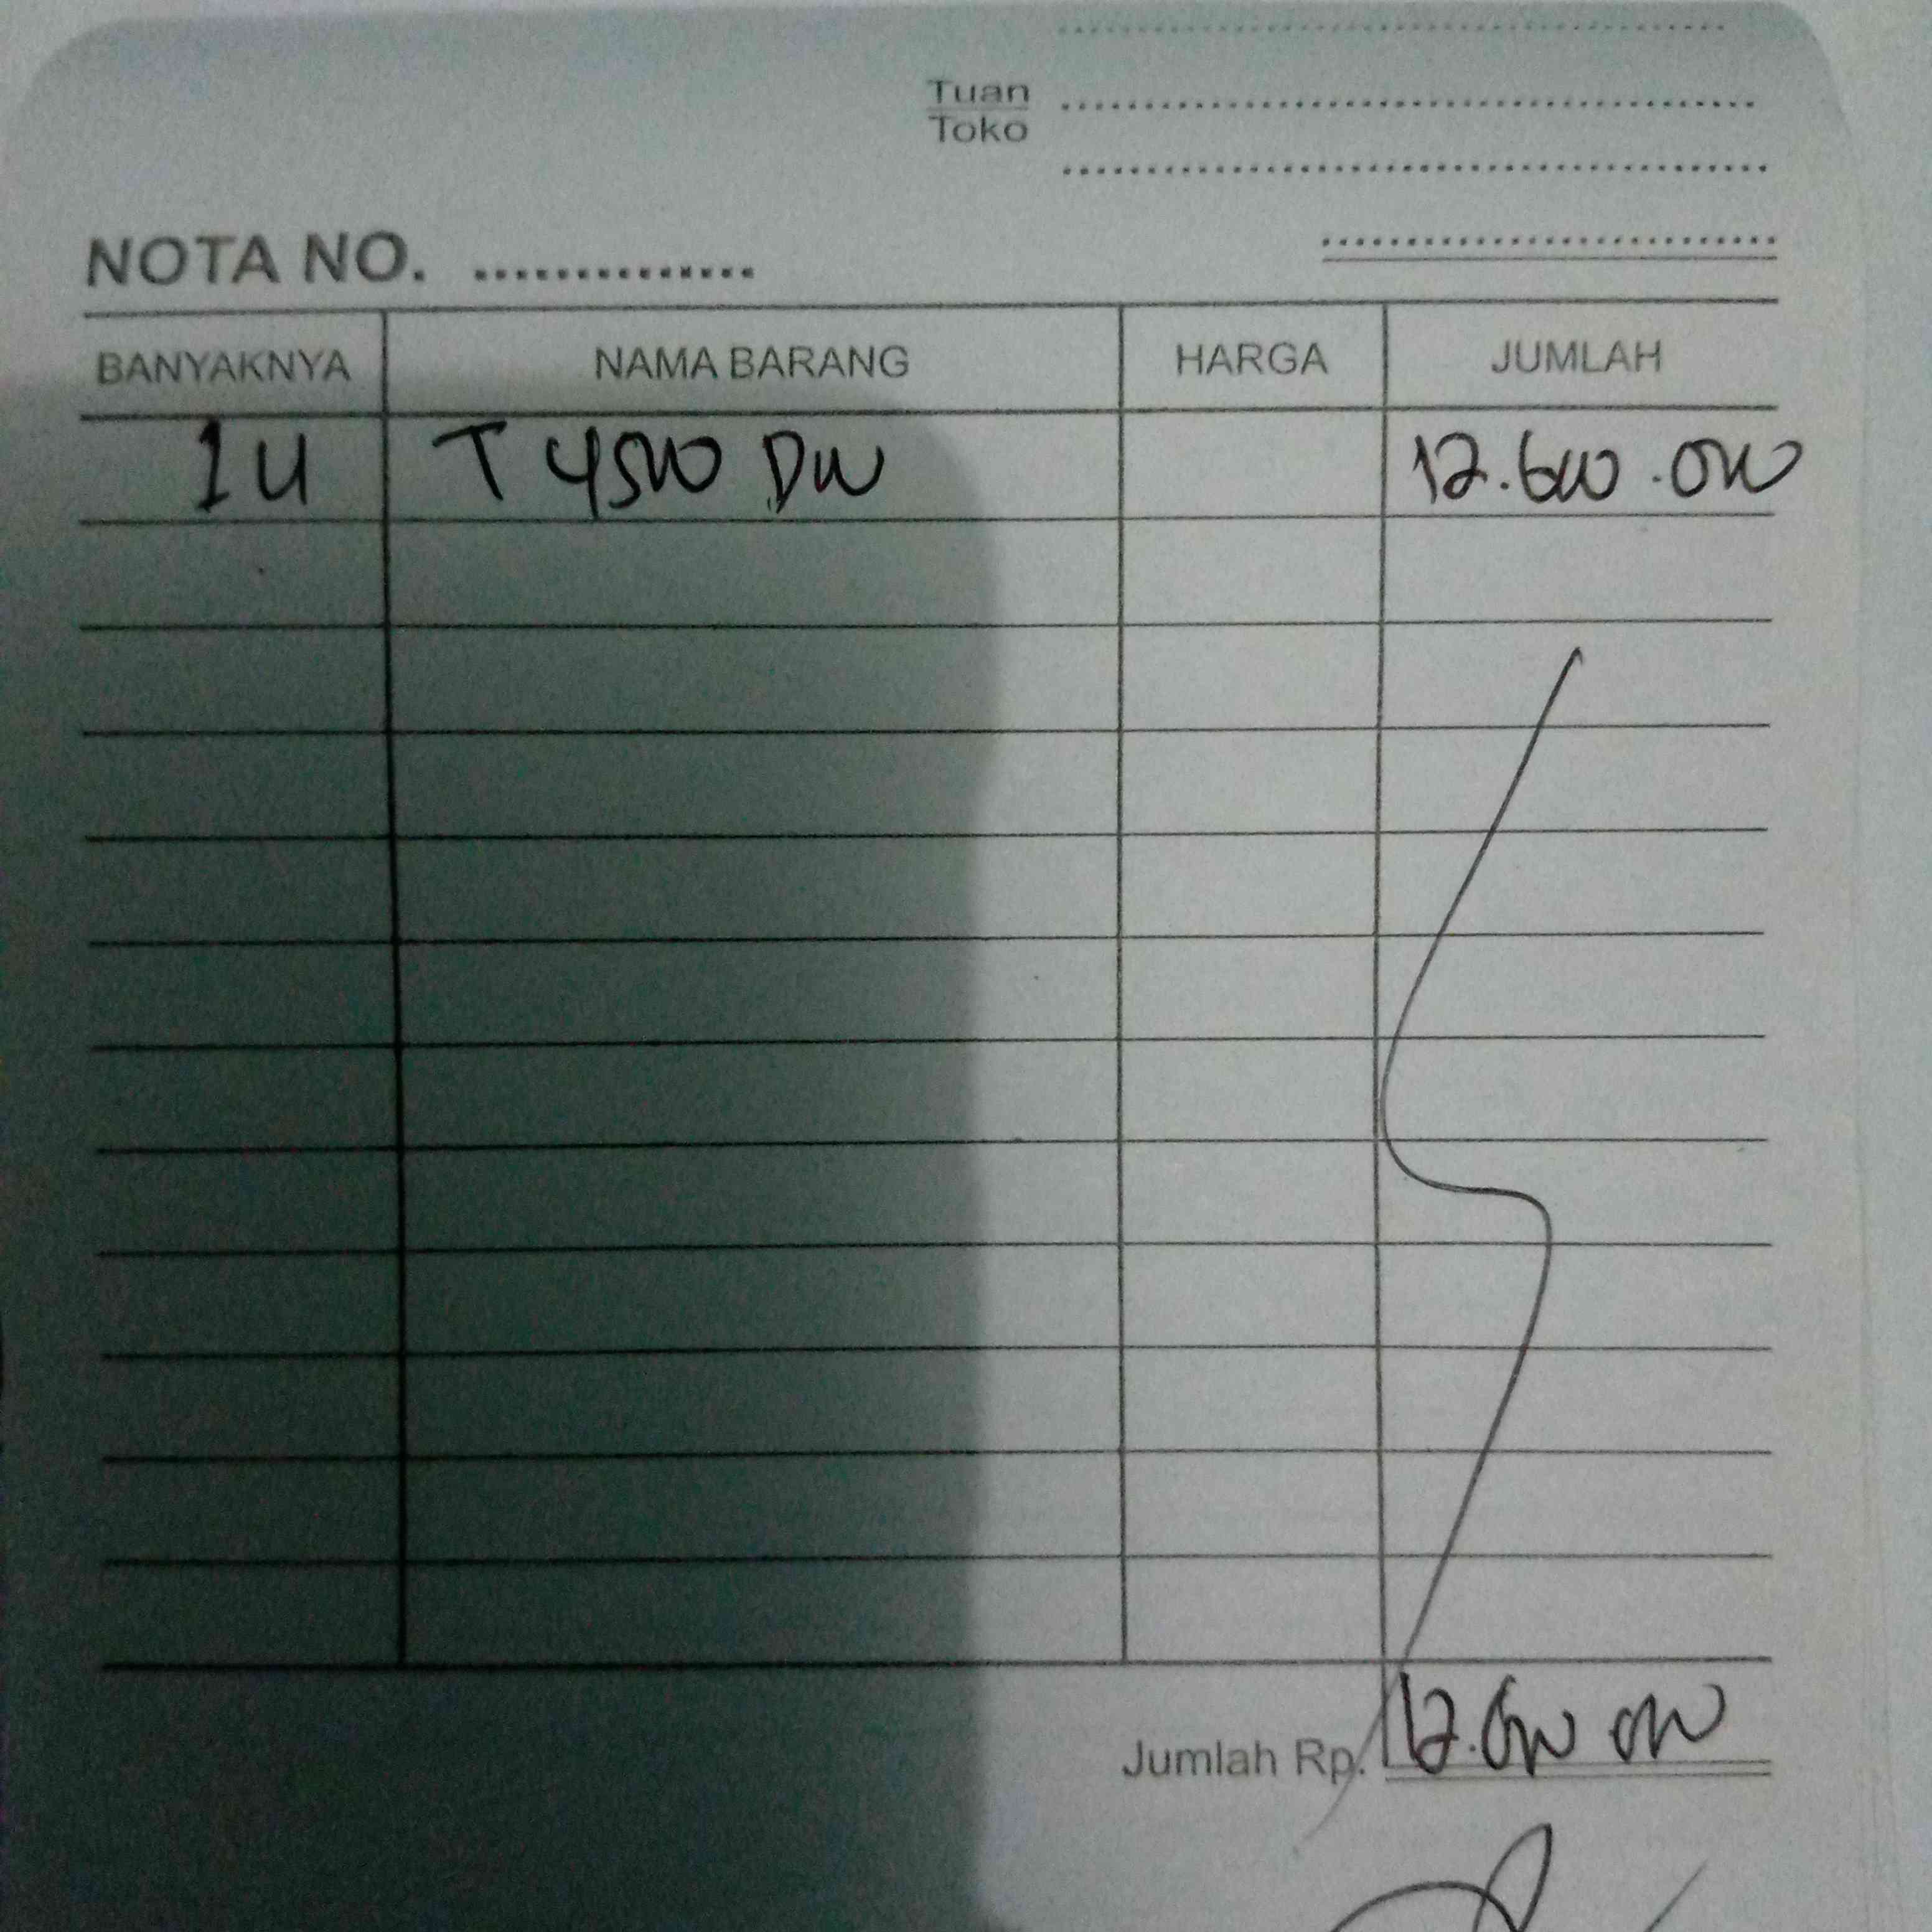 Tuan
Toko
NOTA NO.
BANYAKNYA NAMA BARANG HARGA JUMLAH
1 U T 4500 DW 12.600.000
Jumlah Rp. 12.600 000